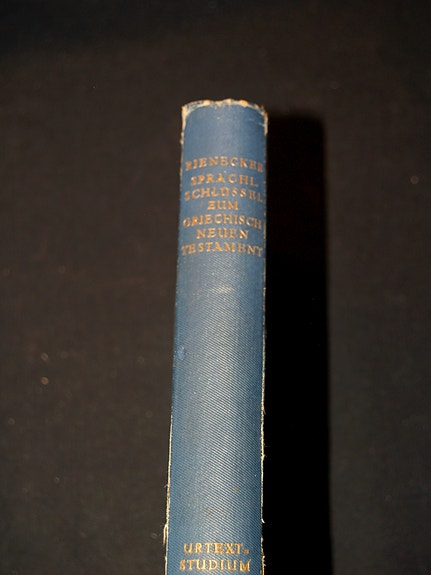 RIENECKER
SPRACHL.
SCHLÜSSEL
ZUM
GRIECHISCH
NEUEN
TESTAMENT
URTEXT-
STUDIUM